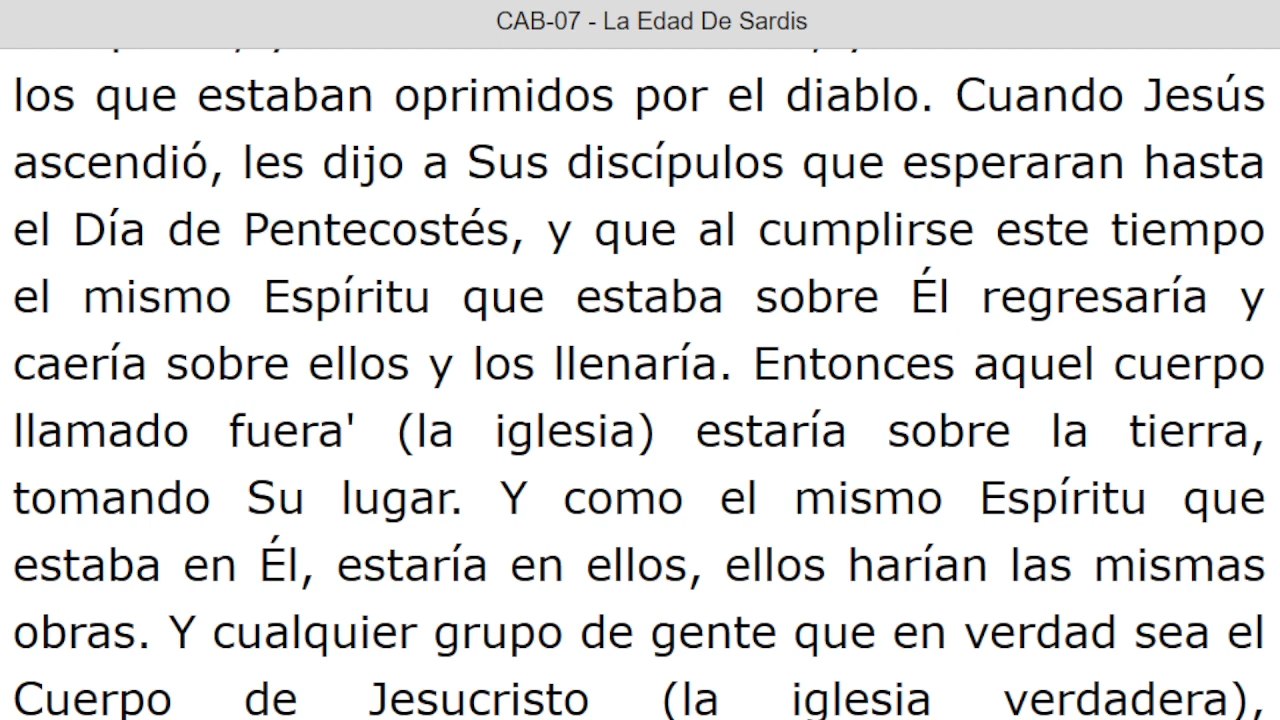 CAB-07 - La Edad De Sardis
los que estaban oprimidos por el diablo. Cuando Jesús
ascendió, les dijo a Sus discípulos que esperaran hasta
el Día de Pentecostés, y que al cumplirse este tiempo
el mismo Espíritu que estaba sobre Él regresaría y
caería sobre ellos y los llenaría. Entonces aquel cuerpo
llamado fuera' (la iglesia) estaría sobre la tierra,
tomando Su lugar. Y como el mismo Espíritu que
estaba en Él, estaría en ellos, ellos harían las mismas
obras. Y cualquier grupo de gente que en verdad sea el
Cuerpo de Jesucristo (la iglesia verdadera),